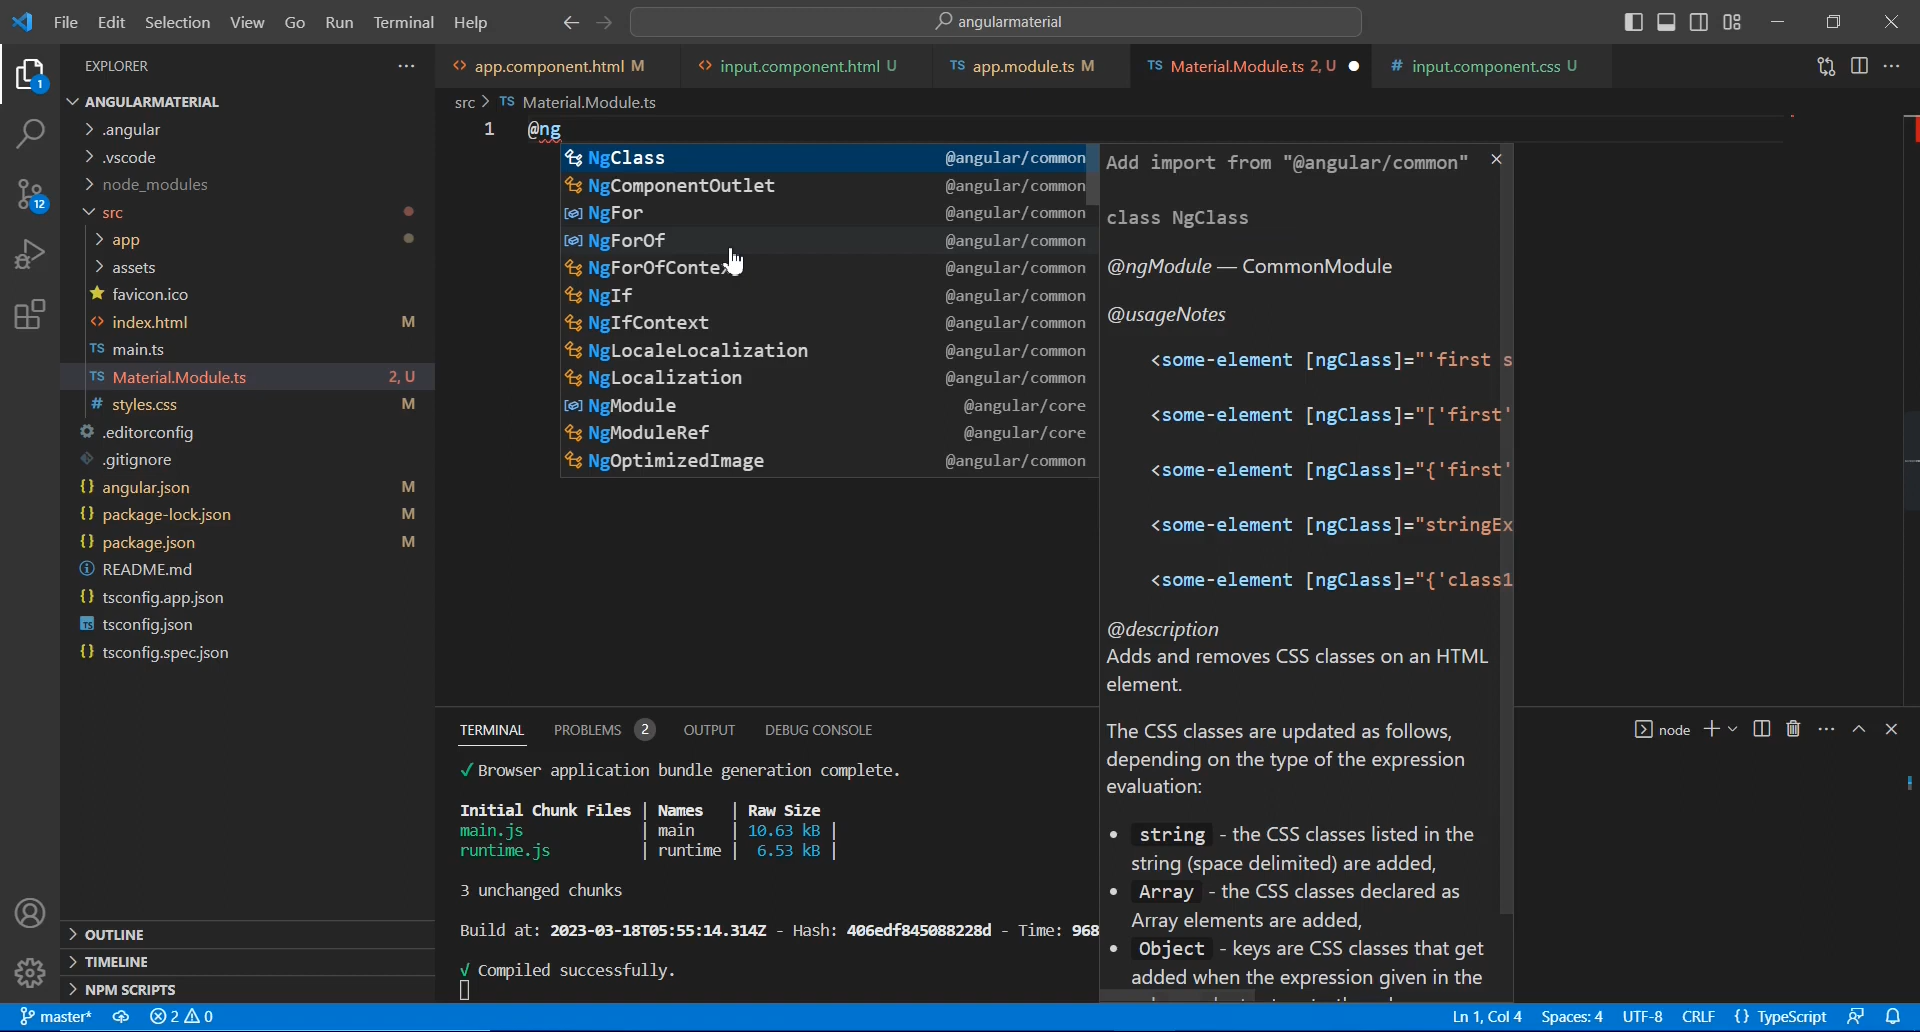 File Edit Selection View Go Run Terminal Help
angularmaterial
EXPLORER
ANGULARMATERIAL
.angular
.vscode
node_modules
src
app
assets
favicon.ico
index.html M
TS main.ts
TS Material.Module.ts 2, U
# styles.css M
.editorconfig
.gitignore
{} angular.json M
{} package-lock.json M
{} package.json M
README.md
{} tsconfig.app.json
TS tsconfig.json
{} tsconfig.spec.json
OUTLINE
TIMELINE
NPM SCRIPTS
1
12
<> app.component.html M
<> input.component.html U
TS app.module.ts M
TS Material.Module.ts 2, U
# input.component.css U
src > TS Material.Module.ts
1 @ng
NgClass @angular/common
NgComponentOutlet @angular/common
NgFor @angular/common
NgForOf @angular/common
NgForOfContext @angular/common
NgIf @angular/common
NgIfContext @angular/common
NgLocaleLocalization @angular/common
NgLocalization @angular/common
NgModule @angular/core
NgModuleRef @angular/core
NgOptimizedImage @angular/common
Add import from "@angular/common"
class NgClass
@ngModule — CommonModule
@usageNotes
<some-element [ngClass]="'first s
<some-element [ngClass]="['first'
<some-element [ngClass]="{'first'
<some-element [ngClass]="stringEx
<some-element [ngClass]="{'class1
@description
Adds and removes CSS classes on an HTML
element.
The CSS classes are updated as follows,
depending on the type of the expression
evaluation:
• string - the CSS classes listed in the
string (space delimited) are added,
• Array - the CSS classes declared as
Array elements are added,
• Object - keys are CSS classes that get
added when the expression given in the
TERMINAL PROBLEMS 2 OUTPUT DEBUG CONSOLE
node
√ Browser application bundle generation complete.
Initial Chunk Files | Names | Raw Size
main.js | main | 10.63 kB |
runtime.js | runtime | 6.53 kB |
3 unchanged chunks
Build at: 2023-03-18T05:55:14.314Z - Hash: 406edf845088228d - Time: 968
√ Compiled successfully.
master* 2 0
Ln 1, Col 4 Spaces: 4 UTF-8 CRLF {} TypeScript